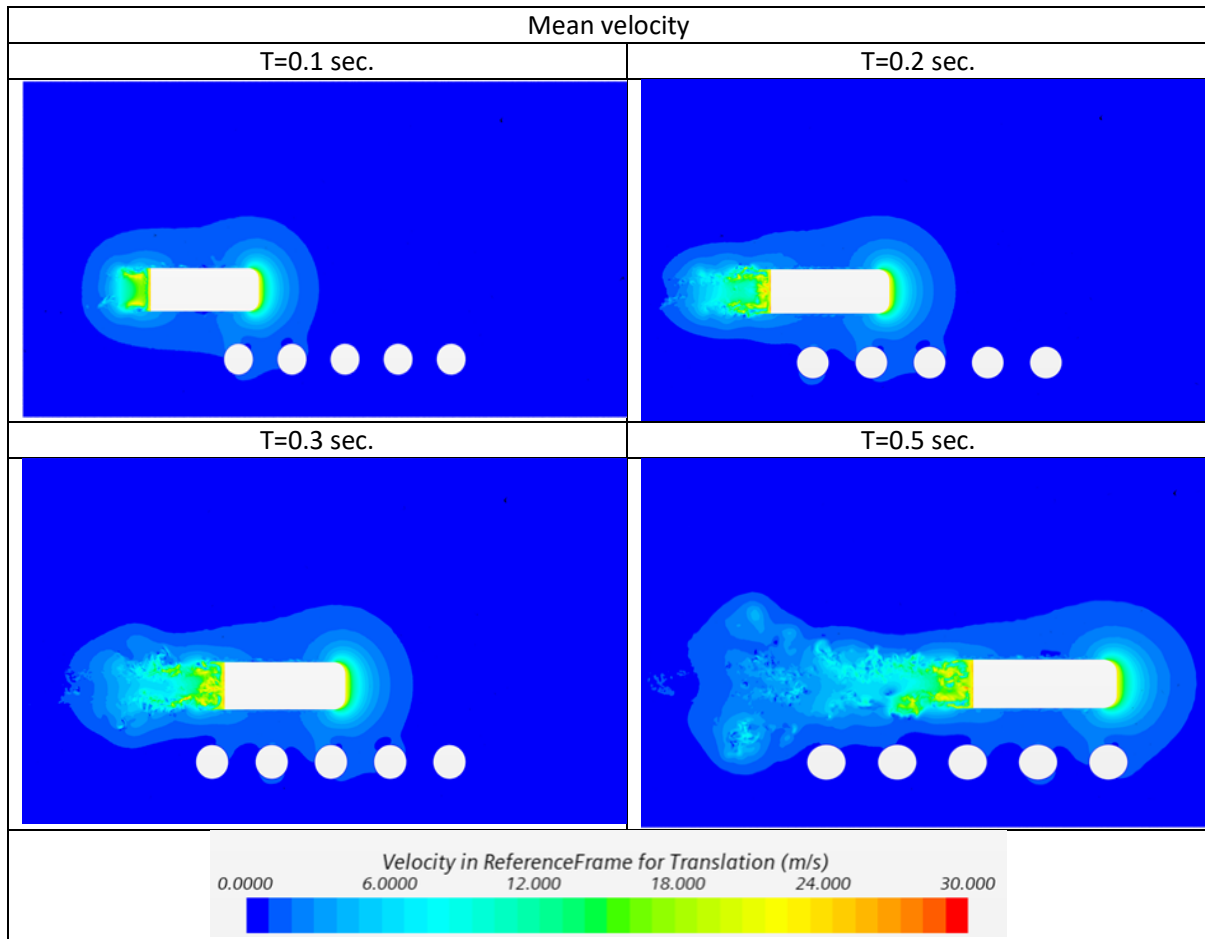 Mean velocity
T=0.1 sec.
T=0.2 sec.
T=0.3 sec.
T=0.5 sec.
Velocity in ReferenceFrame for Translation (m/s)
0.0000 6.0000 12.000 18.000 24.000 30.000